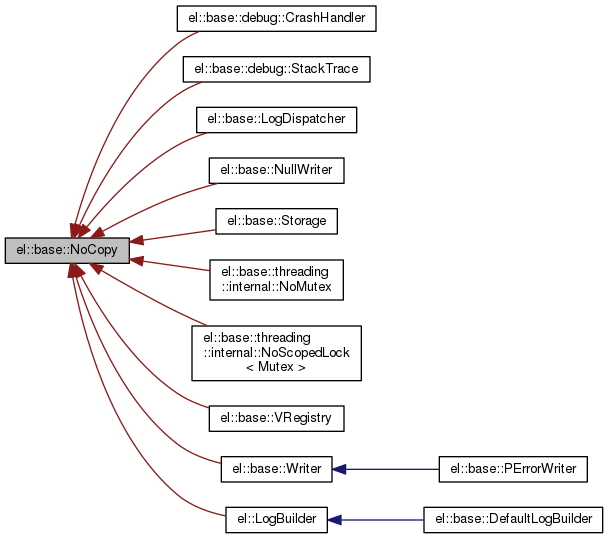 el::base::debug::CrashHandler
el::base::debug::StackTrace
el::base::LogDispatcher
el::base::NullWriter
el::base::Storage
el::base::NoCopy
el::base::threading
::internal::NoMutex
el::base::threading
::internal::NoScopedLock
< Mutex >
el::base::VRegistry
el::base::Writer
el::base::PErrorWriter
el::LogBuilder
el::base::DefaultLogBuilder